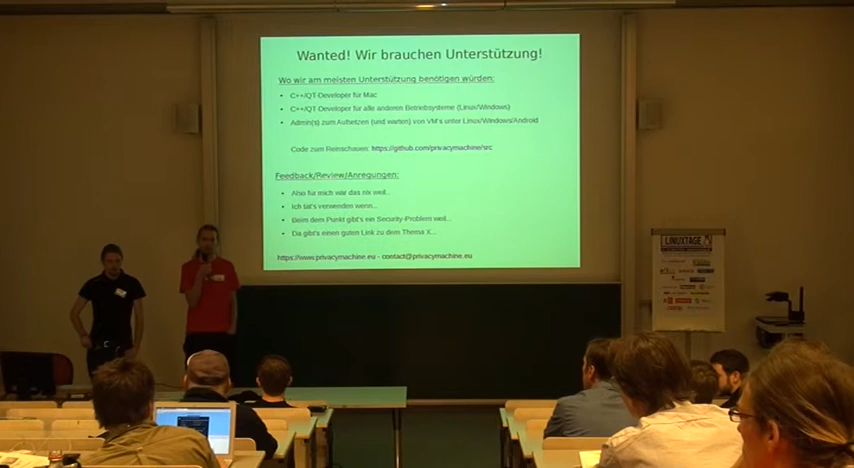 Wanted! Wir brauchen Unterstützung!
Wo wir am meisten Unterstützung benötigen würden:
• C++/QT-Developer für Mac
• C++/QT-Developer für alle anderen Betriebsysteme (Linux/Windows)
• Admin(s) zum Aufsetzen (und warten) von VM's unter Linux/Windows/Android
Code zum Reinschauen: https://github.com/privacymachine/src
Feedback/Review/Anregungen:
• Also für mich wär das nix weil...
• Ich tät's verwenden wenn...
• Beim dem Punkt gibt's ein Security-Problem weil...
• Da gibt's einen guten Link zu dem Thema X...
https://www.privacymachine.eu - contact@privacymachine.eu
LINUXTAGE